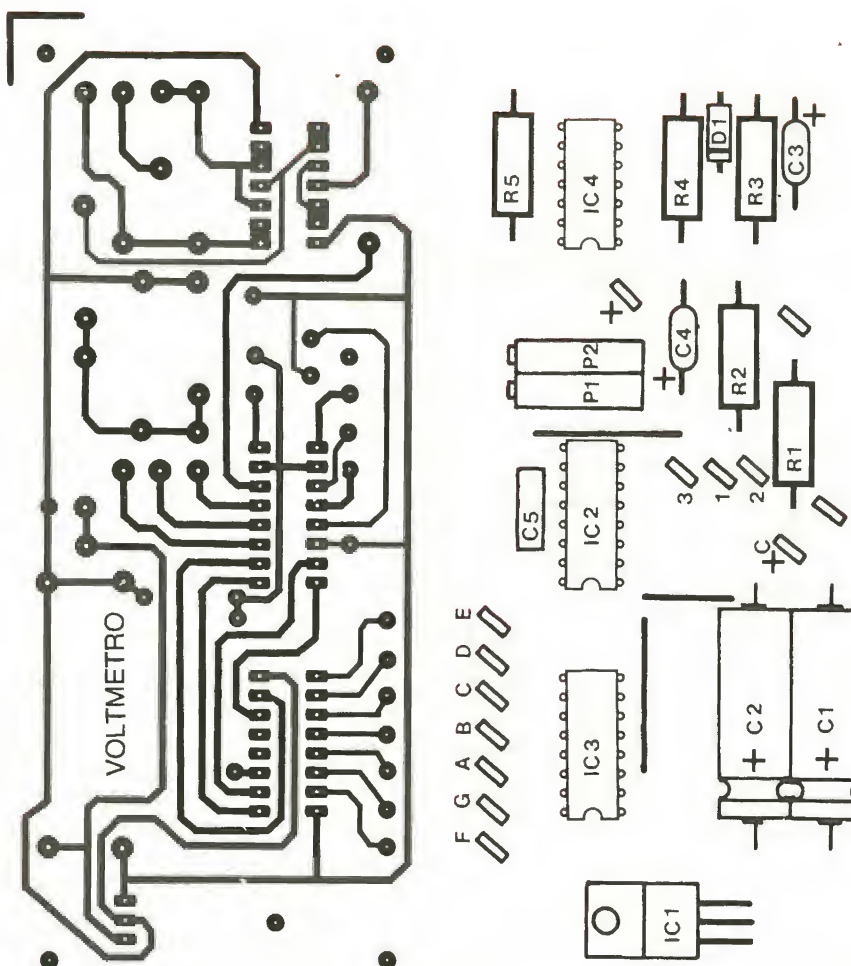 VOLTMETRO
R5
IC4
R4
D1
R3
C3
+
+
C4
+
P1 P2
R2
R1
C5
IC2
3
1
2
C
+
E
D
C
B
A
G
F
IC3
C2
+
C1
+
IC1